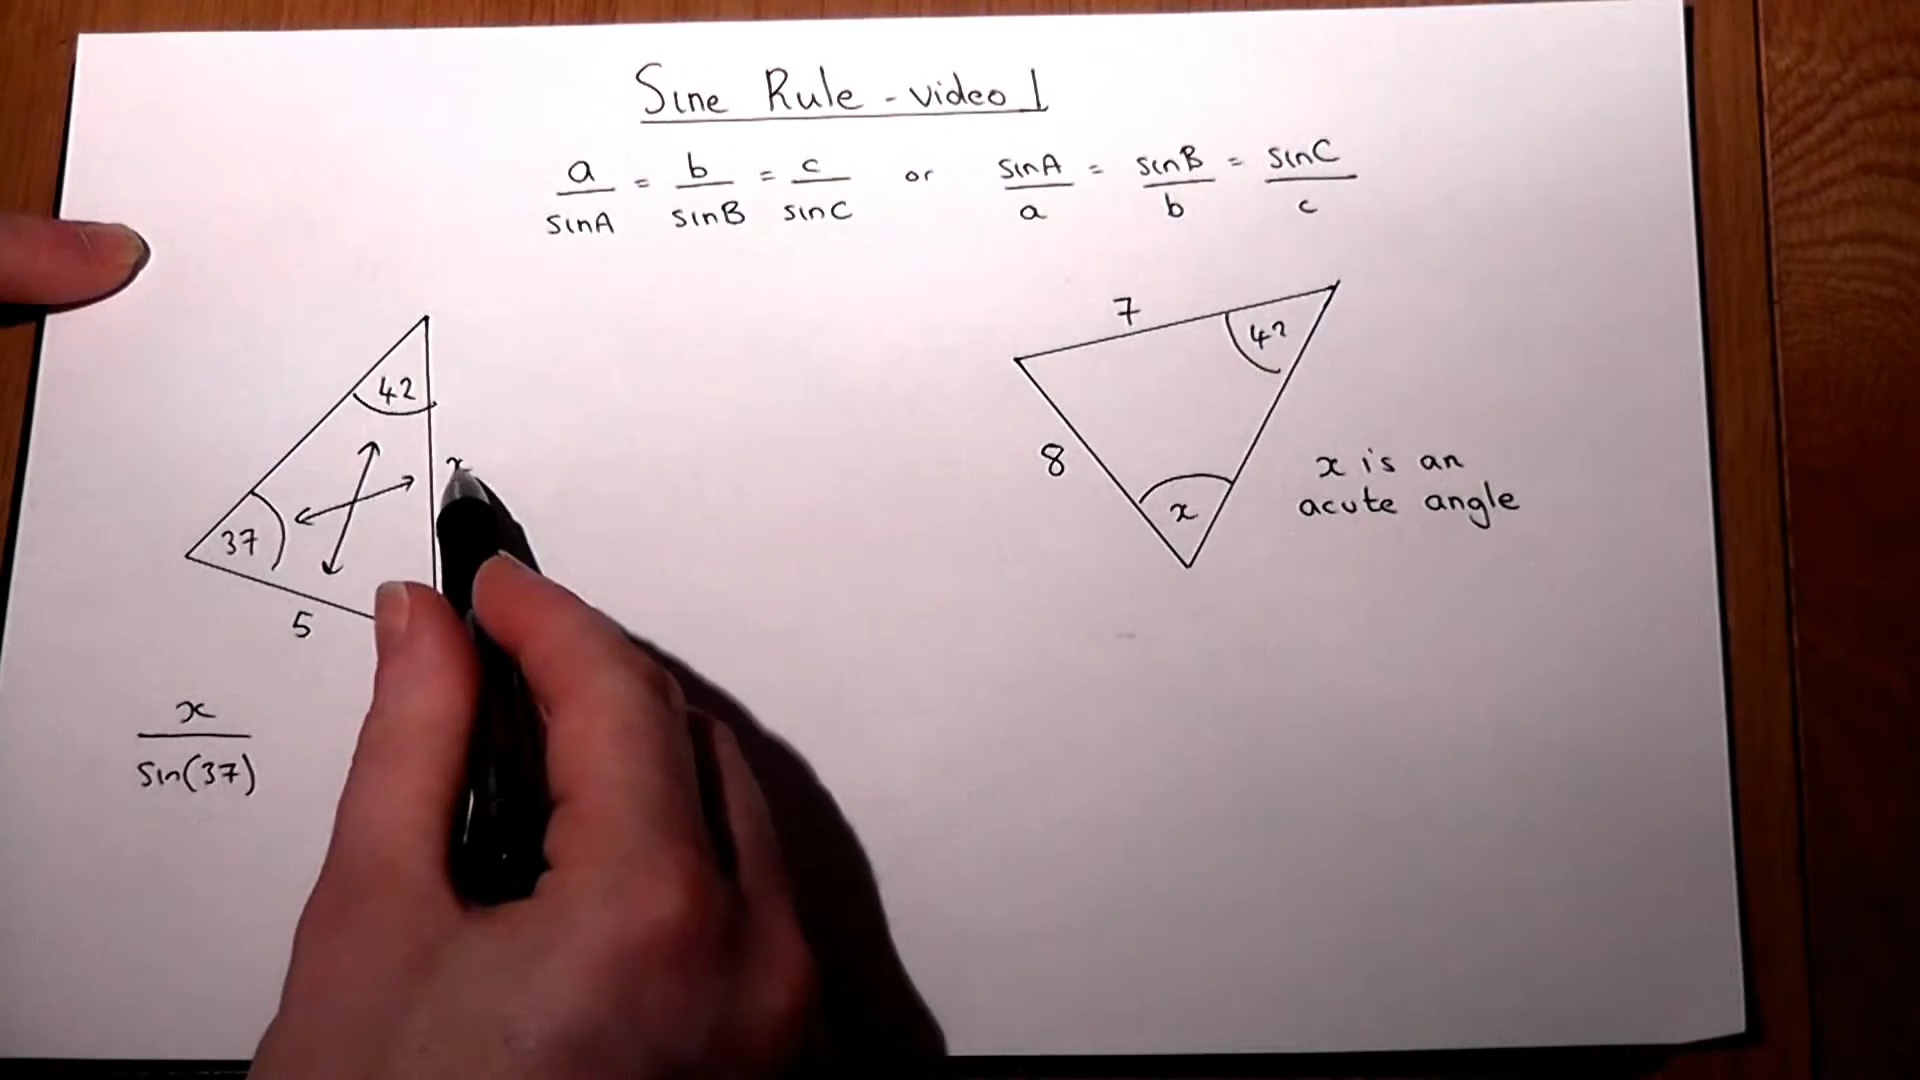 Sine Rule - video 1
a/sinA = b/sinB = c/sinC or sinA/a = sinB/b = sinC/c
42
37
x
5
x/sin(37)
7
42
8
x
x is an
acute angle